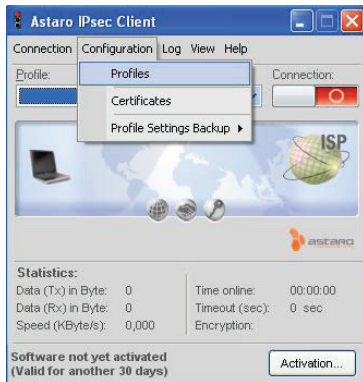 Astaro IPsec Client
Connection Configuration Log View Help
Profile: Connection:
Profiles
Certificates
Profile Settings Backup
ISP
astaro
Statistics:
Data (Tx) in Byte: 0 Time online: 00:00:00
Data (Rx) in Byte: 0 Timeout (sec): 0 sec
Speed (KByte/s): 0,000 Encryption:
Software not yet activated
(Valid for another 30 days) Activation...